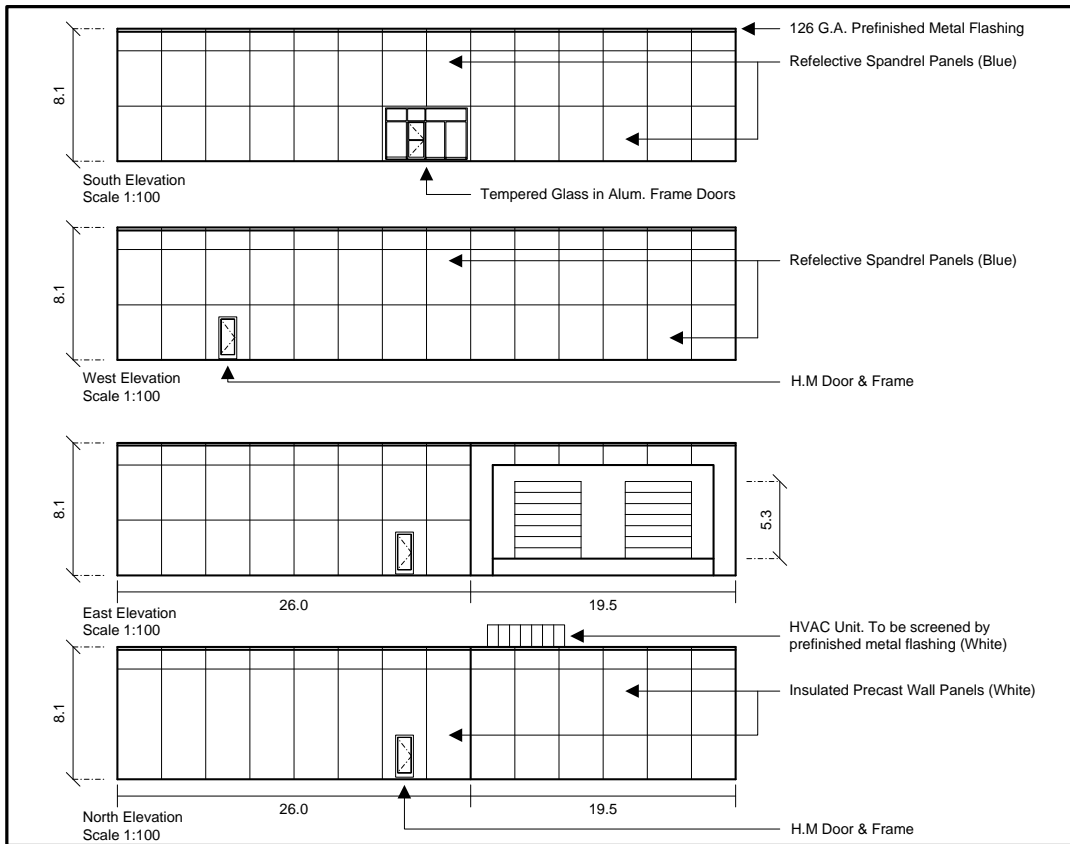 126 G.A. Prefinished Metal Flashing
Refelective Spandrel Panels (Blue)
8.1
South Elevation
Scale 1:100
Tempered Glass in Alum. Frame Doors
Refelective Spandrel Panels (Blue)
8.1
West Elevation
Scale 1:100
H.M Door & Frame
8.1
5.3
East Elevation
Scale 1:100
26.0
19.5
HVAC Unit. To be screened by
prefinished metal flashing (White)
Insulated Precast Wall Panels (White)
8.1
26.0
19.5
North Elevation
Scale 1:100
H.M Door & Frame